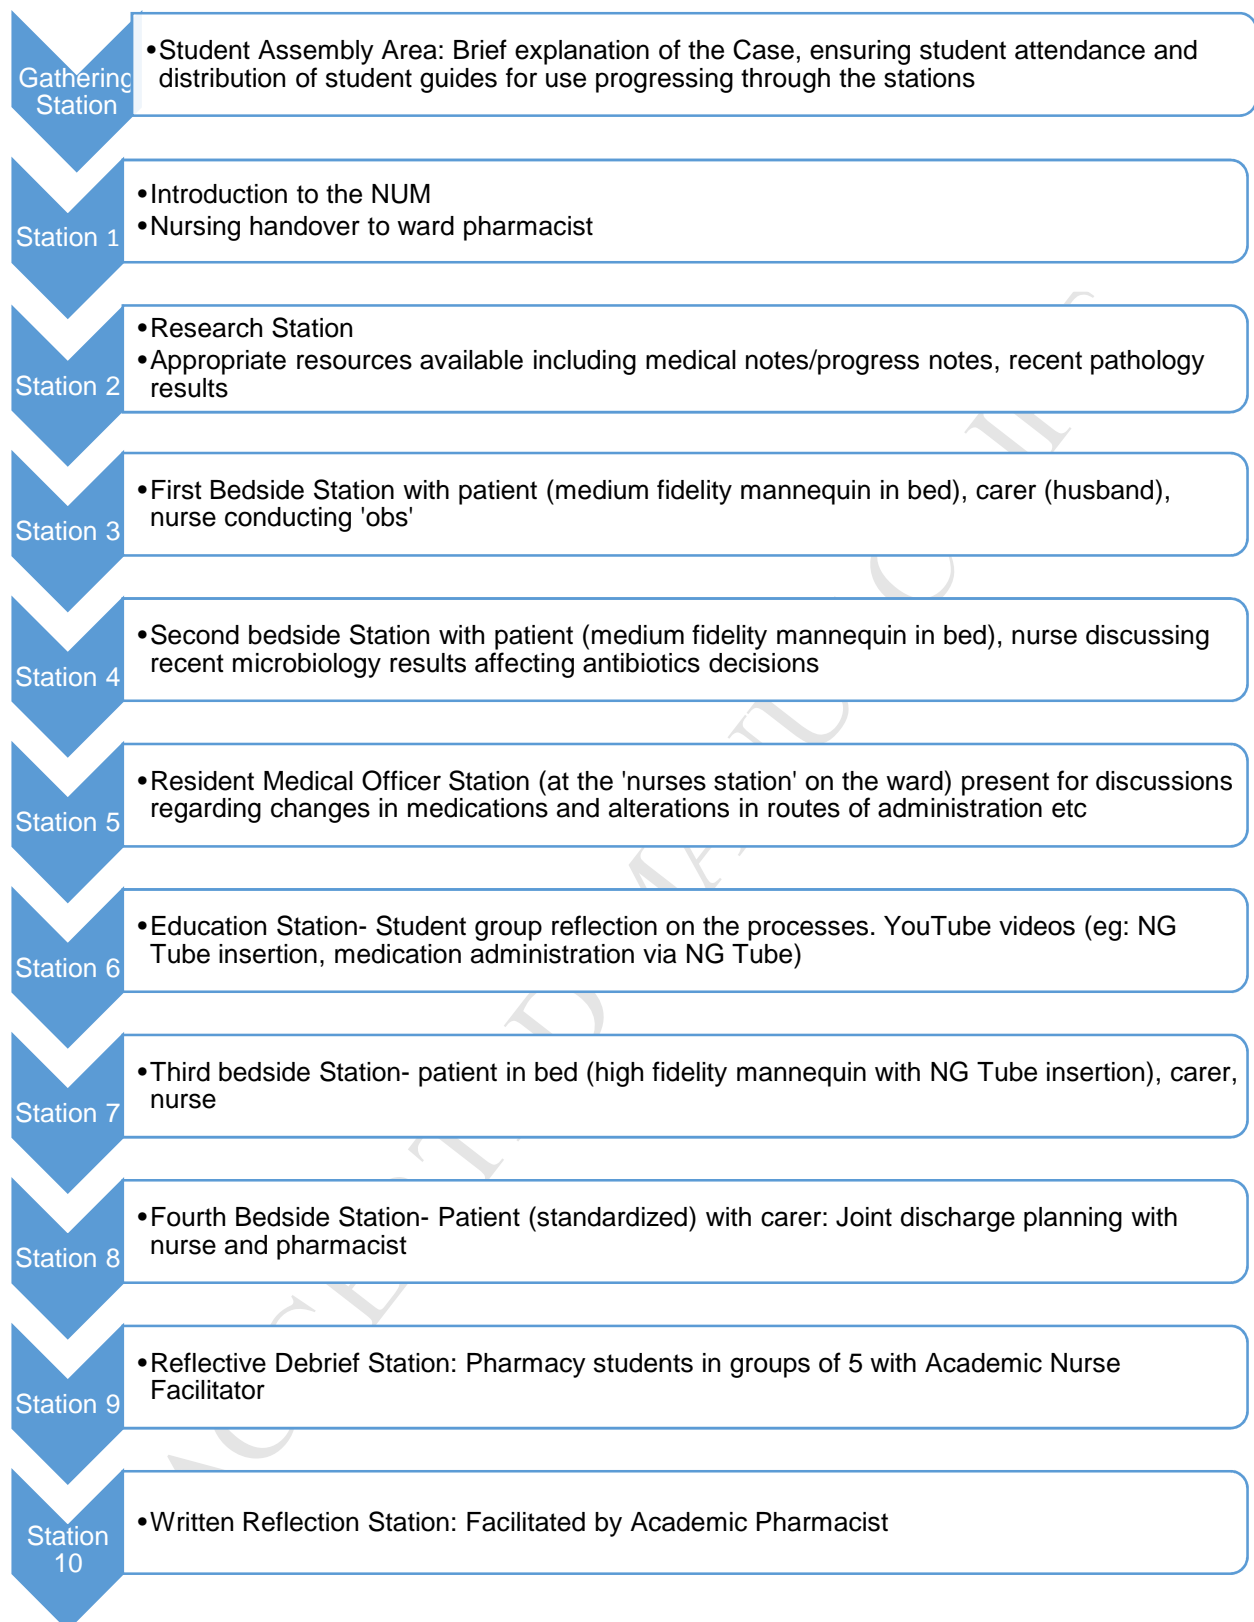 Gathering
Station
•Student Assembly Area: Brief explanation of the Case, ensuring student attendance and
distribution of student guides for use progressing through the stations
Station 1
•Introduction to the NUM
•Nursing handover to ward pharmacist
Station 2
•Research Station
•Appropriate resources available including medical notes/progress notes, recent pathology
results
Station 3
•First Bedside Station with patient (medium fidelity mannequin in bed), carer (husband),
nurse conducting 'obs'
Station 4
•Second bedside Station with patient (medium fidelity mannequin in bed), nurse discussing
recent microbiology results affecting antibiotics decisions
Station 5
•Resident Medical Officer Station (at the 'nurses station' on the ward) present for discussions
regarding changes in medications and alterations in routes of administration etc
Station 6
•Education Station- Student group reflection on the processes. YouTube videos (eg: NG
Tube insertion, medication administration via NG Tube)
Station 7
•Third bedside Station- patient in bed (high fidelity mannequin with NG Tube insertion), carer,
nurse
Station 8
•Fourth Bedside Station- Patient (standardized) with carer: Joint discharge planning with
nurse and pharmacist
Station 9
•Reflective Debrief Station: Pharmacy students in groups of 5 with Academic Nurse
Facilitator
Station
10
•Written Reflection Station: Facilitated by Academic Pharmacist